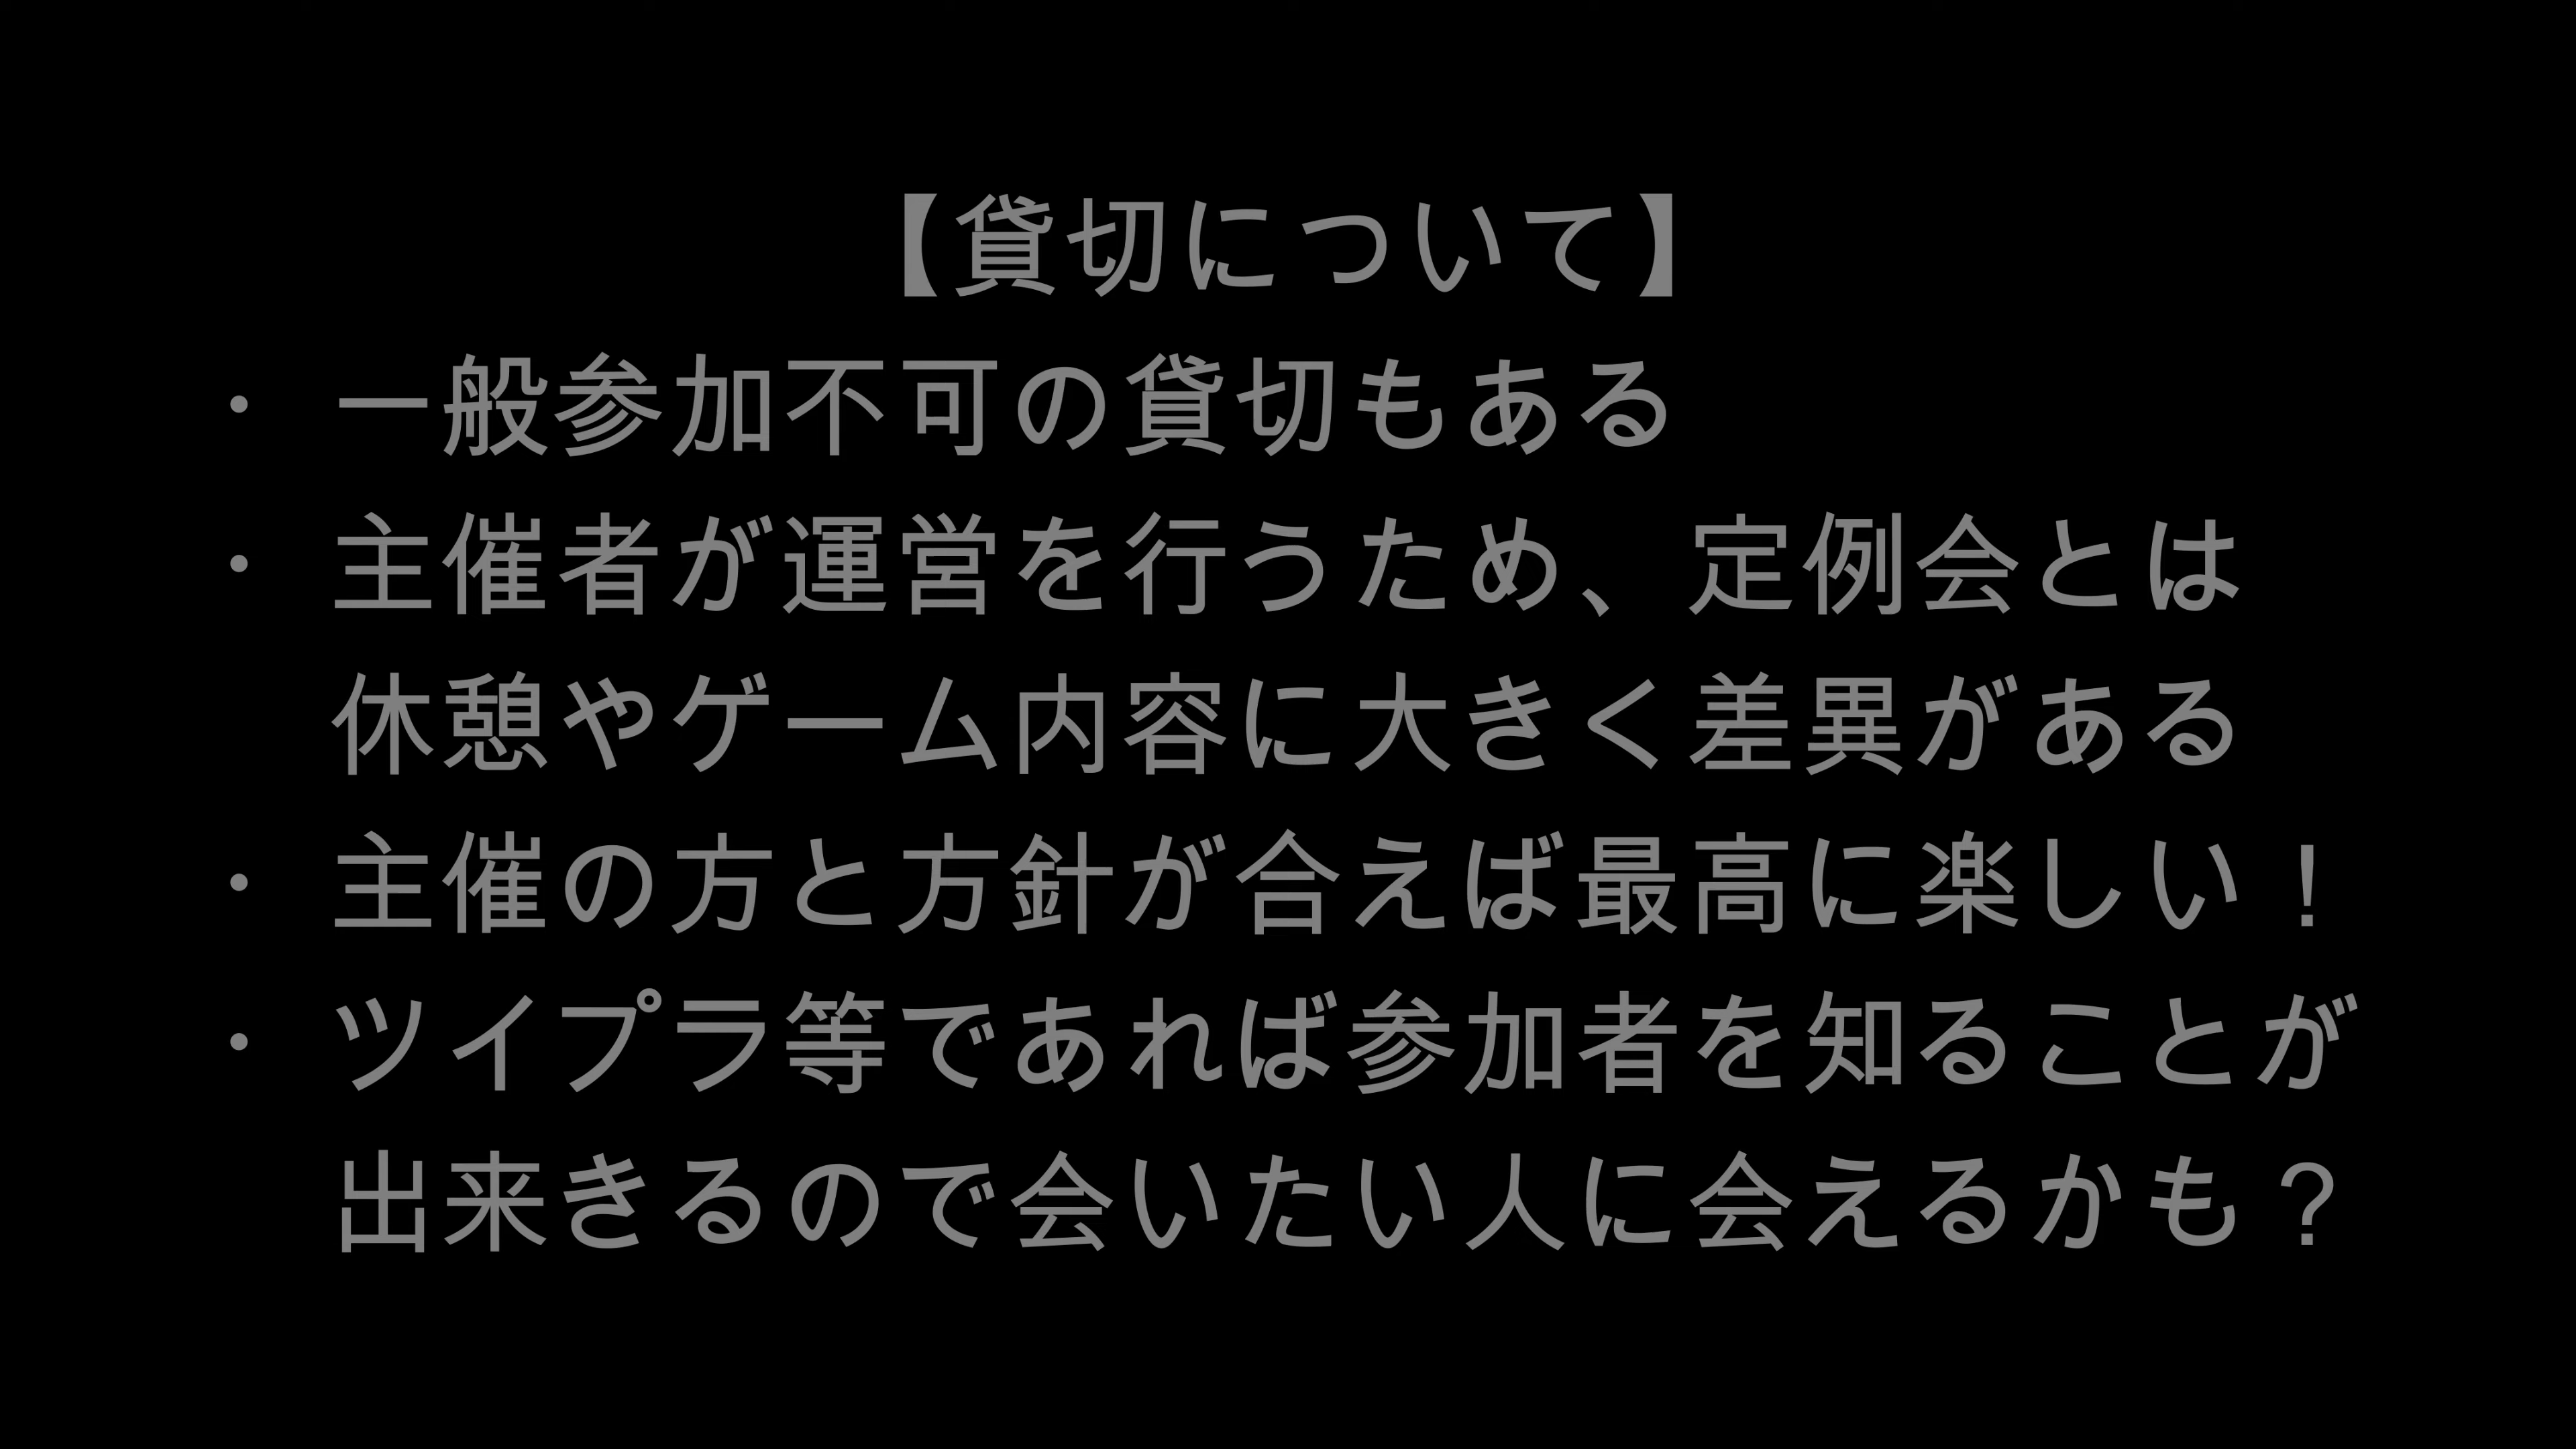 【貸切について】
・ 一般参加不可の貸切もある
・ 主催者が運営を行うため、定例会とは
休憩やゲーム内容に大きく差異がある
・ 主催の方と方針が合えば最高に楽しい！
・ ツイプラ等であれば参加者を知ることが
出来きるので会いたい人に会えるかも？